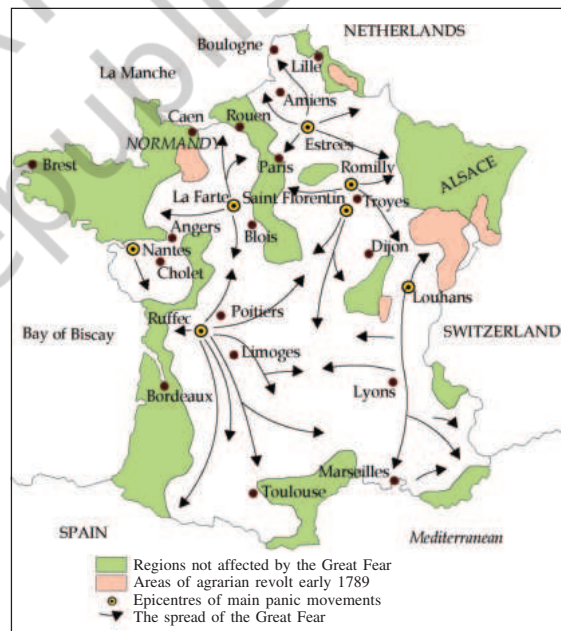 NETHERLANDS
Boulogne
Lille
La Manche
Amiens
Caen
Rouen
NORMANDY
Estrees
Paris
Romilly
ALSACE
Brest
La Farte
Saint Florentin
Troyes
Angers
Blois
Nantes
Dijon
Cholet
Louhans
Poitiers
Ruffec
Bay of Biscay
SWITZERLAND
Limoges
Bordeaux
Lyons
Marseilles
Toulouse
SPAIN
Mediterranean
Regions not affected by the Great Fear
Areas of agrarian revolt early 1789
Epicentres of main panic movements
The spread of the Great Fear
republis